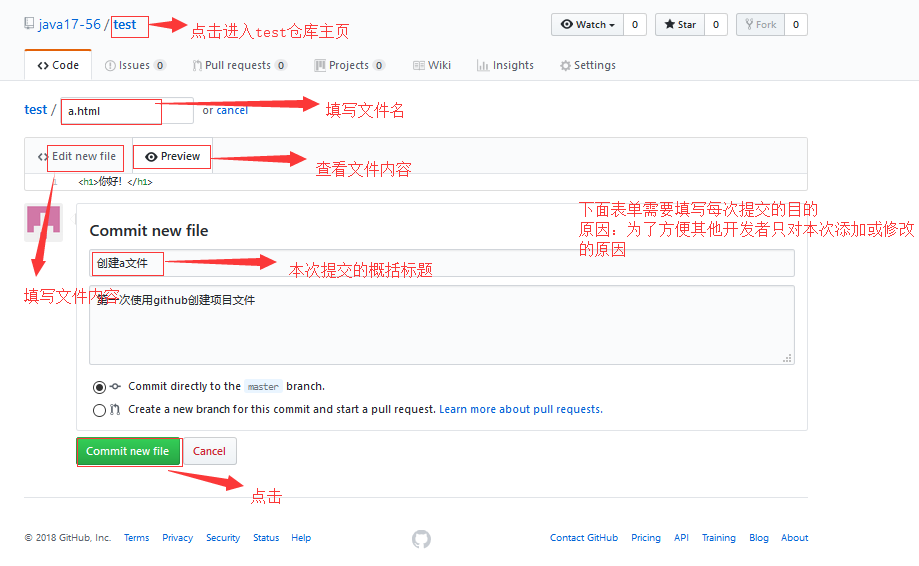 java17-56 / test
点击进入test仓库主页
Watch 0 Star 0 Fork 0
Code Issues 0 Pull requests 0 Projects 0 Wiki Insights Settings
test / a.html or cancel
填写文件名
<> Edit new file Preview
查看文件内容
1 <h1>你好！</h1>
下面表单需要填写每次提交的目的
原因：为了方便其他开发者只对本次添加或修改
的原因
Commit new file
创建a文件
本次提交的概括标题
填写文件内容
第一次使用github创建项目文件
Commit directly to the master branch.
Create a new branch for this commit and start a pull request. Learn more about pull requests.
Commit new file Cancel
点击
© 2018 GitHub, Inc. Terms Privacy Security Status Help Contact GitHub Pricing API Training Blog About